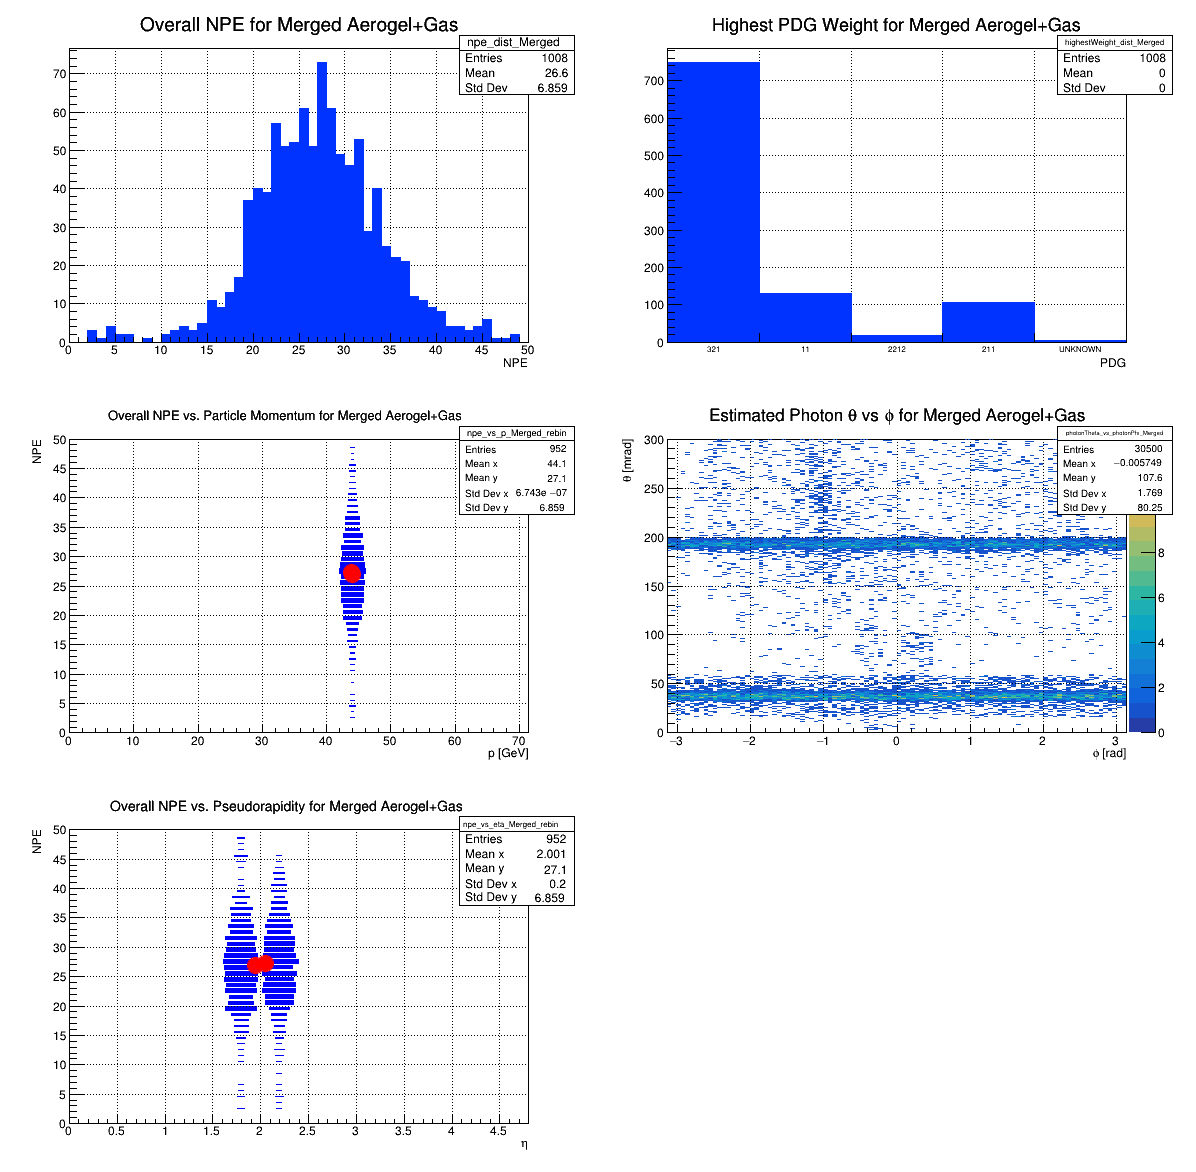 Overall NPE for Merged Aerogel+Gas
npe_dist_Merged
Entries 1008
Mean 26.6
Std Dev 6.859
70
60
50
40
30
20
10
0
0 5 10 15 20 25 30 35 40 45 50
NPE
Highest PDG Weight for Merged Aerogel+Gas
highestWeight_dist_Merged
Entries 1008
Mean 0
Std Dev 0
700
600
500
400
300
200
100
0
321 11 2212 211 UNKNOWN
PDG
Overall NPE vs. Particle Momentum for Merged Aerogel+Gas
npe_vs_p_Merged_rebin
Entries 952
Mean x 44.1
Mean y 27.1
Std Dev x 6.743e −07
Std Dev y 6.859
NPE
50
45
40
35
30
25
20
15
10
5
0
0 10 20 30 40 50 60 70
p [GeV]
Estimated Photon θ vs ϕ for Merged Aerogel+Gas
photonTheta_vs_photonPhi_Merged
Entries 30500
Mean x −0.005749
Mean y 107.6
Std Dev x 1.769
Std Dev y 80.25
θ [mrad]
300
250
200
150
100
50
0
−3 −2 −1 0 1 2 3
ϕ [rad]
8
6
4
2
0
Overall NPE vs. Pseudorapidity for Merged Aerogel+Gas
npe_vs_eta_Merged_rebin
Entries 952
Mean x 2.001
Mean y 27.1
Std Dev x 0.2
Std Dev y 6.859
NPE
50
45
40
35
30
25
20
15
10
5
0
0 0.5 1 1.5 2 2.5 3 3.5 4 4.5
η